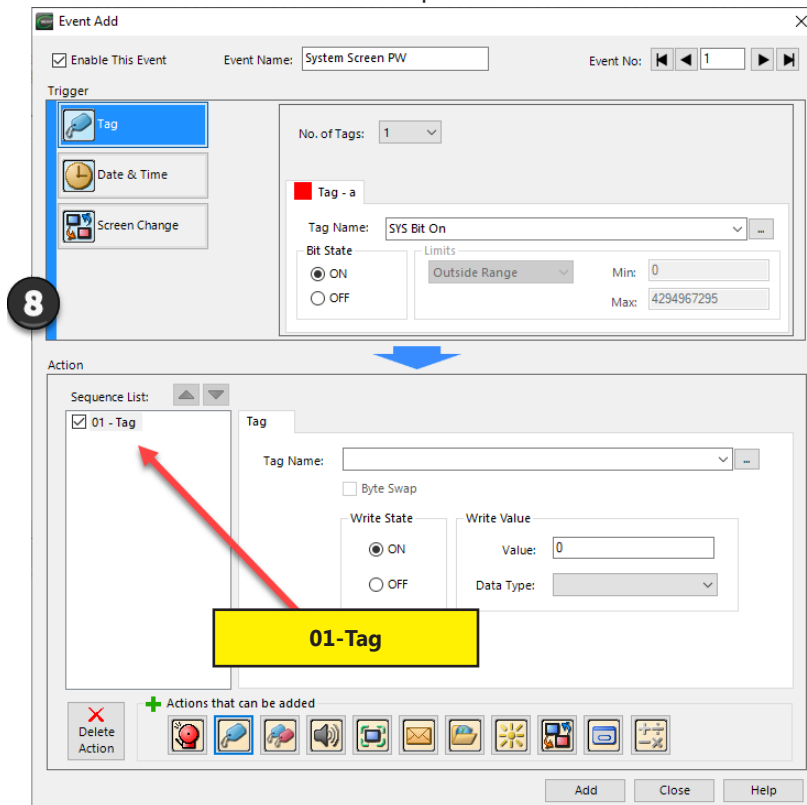 Event Add
Enable This Event Event Name: System Screen PW Event No: 1
Trigger
Tag
No. of Tags: 1
Date & Time
Tag - a
Screen Change
Tag Name: SYS Bit On ...
Bit State Limits
ON Outside Range Min: 0
8
OFF Max: 4294967295
Action
Sequence List:
01 - Tag Tag
Tag Name: ...
Byte Swap
Write State Write Value
ON Value: 0
OFF Data Type:
01-Tag
Actions that can be added
Delete
Action
Add Close Help